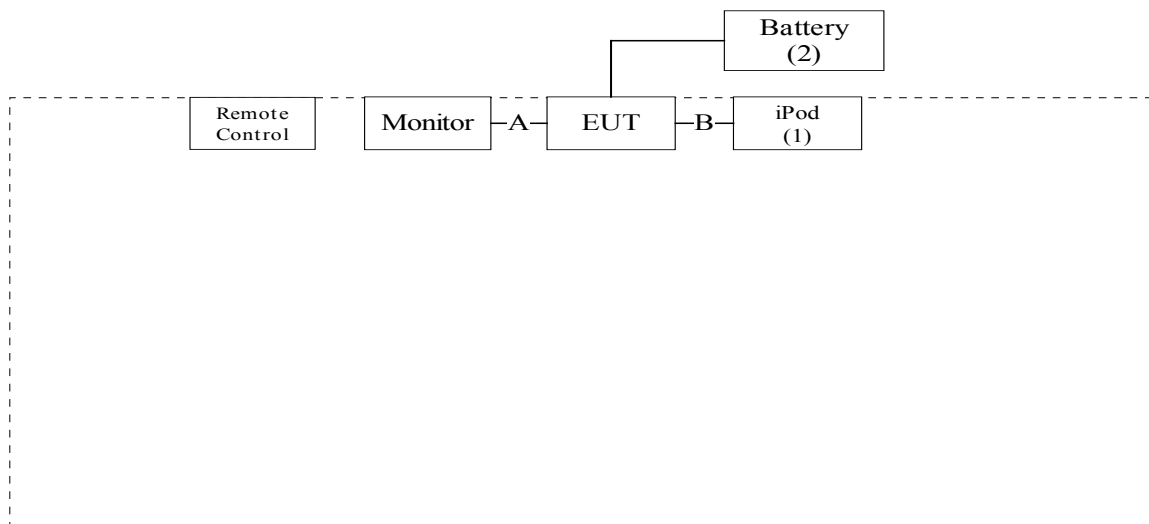 Battery
(2)
Remote
Control
Monitor
A
EUT
B
iPod
(1)